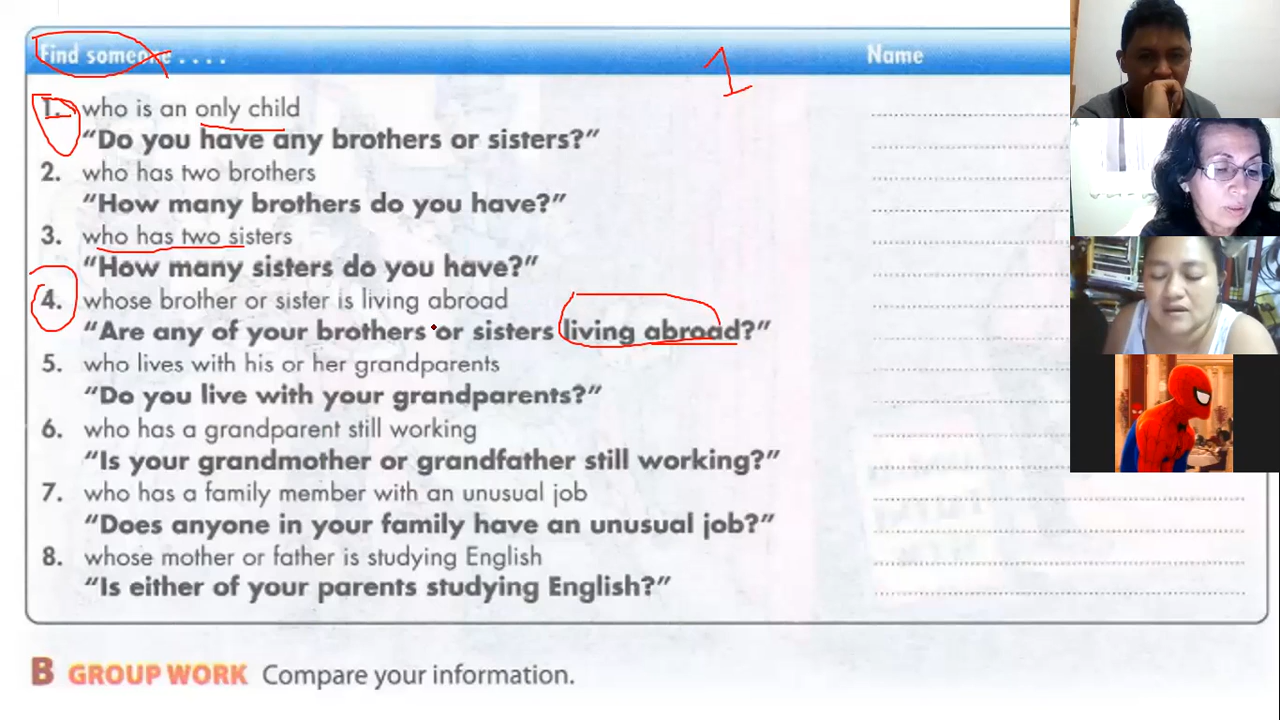 Find someone . . . . Name
1
1. who is an only child
"Do you have any brothers or sisters?"
2. who has two brothers
"How many brothers do you have?"
3. who has two sisters
"How many sisters do you have?"
4. whose brother or sister is living abroad
"Are any of your brothers or sisters living abroad?"
5. who lives with his or her grandparents
"Do you live with your grandparents?"
6. who has a grandparent still working
"Is your grandmother or grandfather still working?"
7. who has a family member with an unusual job
"Does anyone in your family have an unusual job?"
8. whose mother or father is studying English
"Is either of your parents studying English?"
B GROUP WORK Compare your information.